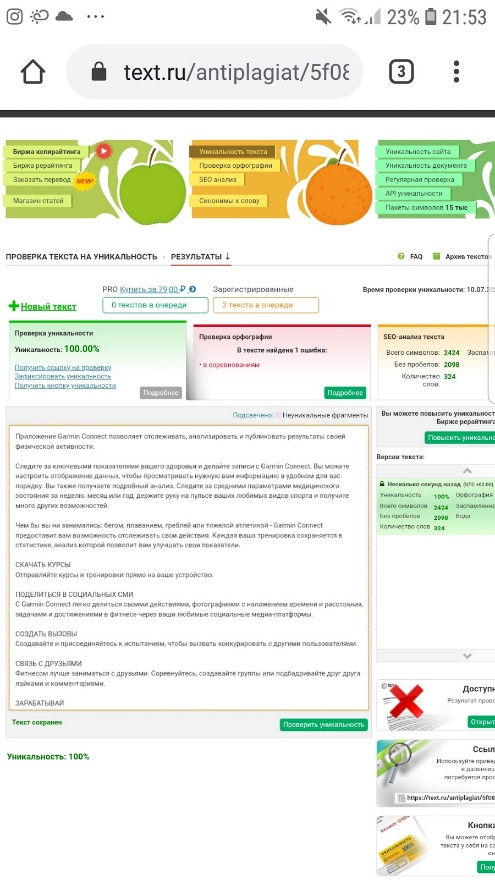 23% 21:53
text.ru/antiplagiat/5f08
3
Биржа копирайтинга
Биржа рерайтинга
Заказать перевод NEW!
Магазин статей
Уникальность текста
Проверка орфографии
SEO анализ
Синонимы к слову
Уникальность сайта
Уникальность документа
Регулярная проверка
API уникальности
Пакеты символов 15 тыс
ПРОВЕРКА ТЕКСТА НА УНИКАЛЬНОСТЬ › РЕЗУЛЬТАТЫ ↓
FAQ Архив текстов
PRO Купить за 79,00 ₽
Зарегистрированные
Время проверки уникальности: 10.07.20
Новый текст
0 текстов в очереди
2 текста в очереди
Проверка уникальности
Уникальность: 100.00%
Получить ссылку на проверку
Зафиксировать уникальность
Получить кнопку уникальности
Подробнее
Проверка орфографии
В тексте найдена 1 ошибка:
• в соревнованиям
Подробнее
SEO-анализ текста
Всего символов: 2424 Заспам
Без пробелов: 2098
Количество слов: 324
Подсвечено: Неуникальные фрагменты
Приложение Garmin Connect позволяет отслеживать, анализировать и публиковать результаты своей
физической активности.
Следите за ключевыми показателями вашего здоровья и делайте записи с Garmin Connect. Вы можете
настроить отображение данных, чтобы просматривать нужную вам информацию в удобном для вас
порядку. Вы также получаете подробный анализ. Следите за средними параметрами медицинского
состояния за неделю, месяц или год, держите руку на пульсе ваших любимых видов спорта и получите
много других возможностей.
Чем бы вы ни занимались: бегом, плаванием, греблей или тяжелой атлетикой - Garmin Connect
предоставит вам возможность отслеживать свои действия. Каждая ваша тренировка сохраняется в
статистике, анализ которой позволит вам улучшать свои показатели.
СКАЧАТЬ КУРСЫ
Отправляйте курсы и тренировки прямо на ваше устройство.
ПОДЕЛИТЬСЯ В СОЦИАЛЬНЫХ СМИ
С Garmin Connect легко делиться своими действиями, фотографиями с наложением времени и расстояния,
задачами и достижениями в фитнесе через ваши любимые социальные медиа-платформы.
СОЗДАТЬ ВЫЗОВЫ
Создавайте и присоединяйтесь к испытаниям, чтобы вызвать конкурировать с другими пользователями.
СВЯЗЬ С ДРУЗЬЯМИ
Фитнесом лучше заниматься с друзьями. Соревнуйтесь, создавайте группы или подбадривайте друг друга
лайками и комментариями.
ЗАРАБАТЫВАЙ
Текст сохранен
Проверить уникальность
Уникальность: 100%
Вы можете повысить уникальност
Бирже рерайтинга
Повысить уникально
Версии текста:
Несколько секунд назад (UTC +02:00)
Уникальность 100% Орфография
Всего символов 2424 Заспамленно
Без пробелов 2098 Вода
Количество слов 324
Доступн
Результат прове
Открыт
Ссыл
Используйте приве
в дальнейш
потребуется прос
https://text.ru/antiplagiat/5f08
Кнопка
Вы можете отобр
текста у себя на са
Полу